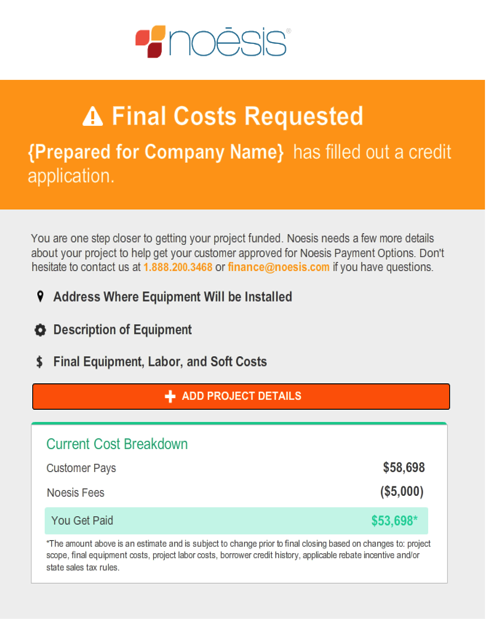 noēsis®
Final Costs Requested
{Prepared for Company Name} has filled out a credit
application.
You are one step closer to getting your project funded. Noesis needs a few more details
about your project to help get your customer approved for Noesis Payment Options. Don't
hesitate to contact us at 1.888.200.3468 or finance@noesis.com if you have questions.
Address Where Equipment Will be Installed
Description of Equipment
$ Final Equipment, Labor, and Soft Costs
ADD PROJECT DETAILS
Current Cost Breakdown
Customer Pays $58,698
Noesis Fees ($5,000)
You Get Paid $53,698*
*The amount above is an estimate and is subject to change prior to final closing based on changes to: project
scope, final equipment costs, project labor costs, borrower credit history, applicable rebate incentive and/or
state sales tax rules.